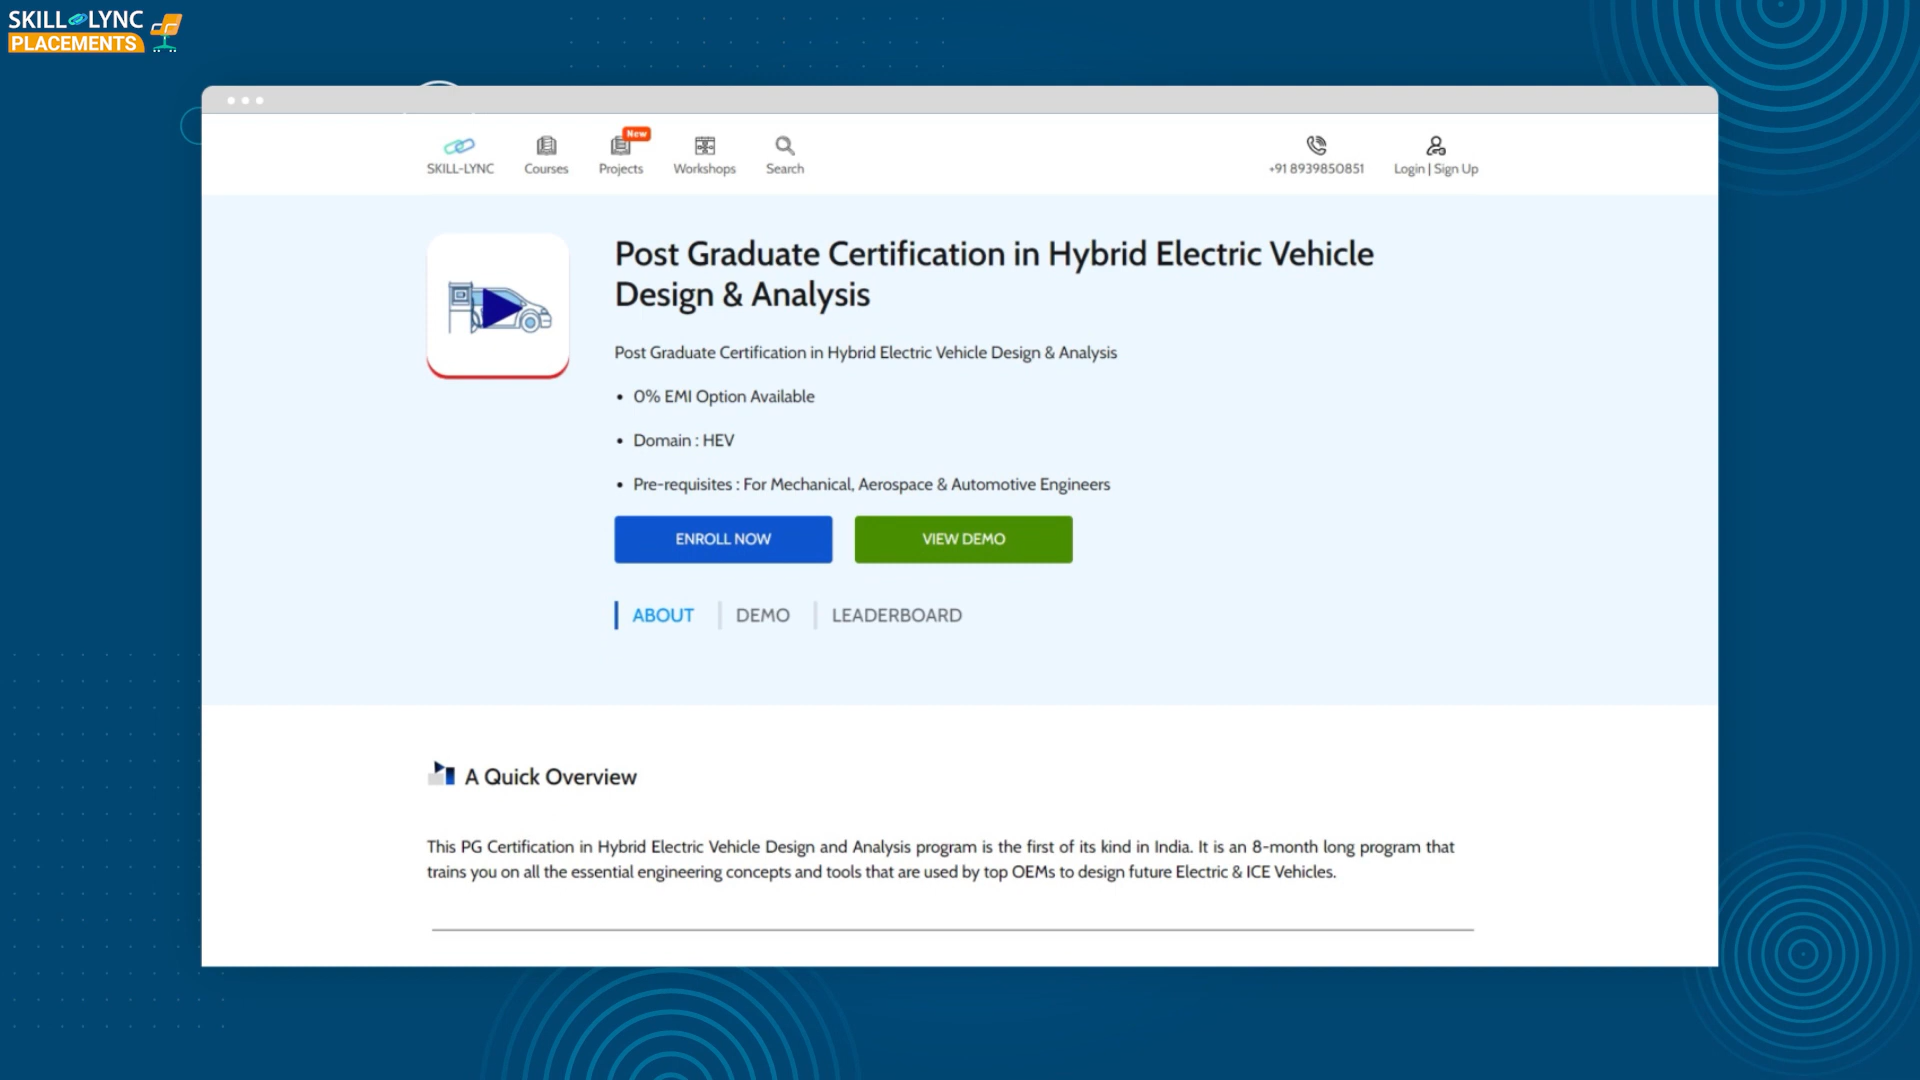 SKILL LYNC
PLACEMENTS
SKILL-LYNC
Courses
New
Projects
Workshops
Search
+91 8939850851
Login | Sign Up
Post Graduate Certification in Hybrid Electric Vehicle
Design & Analysis
Post Graduate Certification in Hybrid Electric Vehicle Design & Analysis
• 0% EMI Option Available
• Domain : HEV
• Pre-requisites : For Mechanical, Aerospace & Automotive Engineers
ENROLL NOW
VIEW DEMO
ABOUT
DEMO
LEADERBOARD
A Quick Overview
This PG Certification in Hybrid Electric Vehicle Design and Analysis program is the first of its kind in India. It is an 8-month long program that
trains you on all the essential engineering concepts and tools that are used by top OEMs to design future Electric & ICE Vehicles.